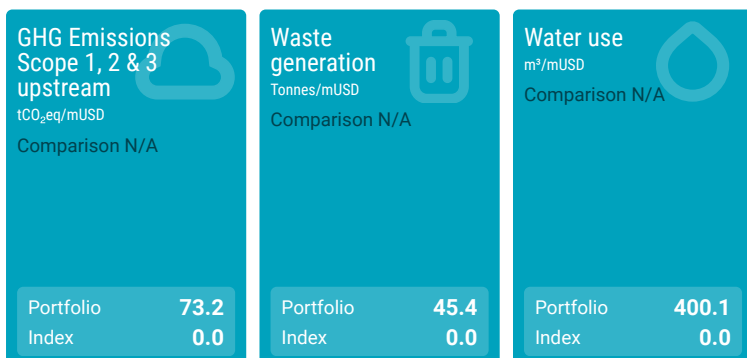 GHG Emissions
Scope 1, 2 & 3
upstream
tCO₂eq/mUSD
Comparison N/A
Portfolio 73.2
Index 0.0
Waste
generation
Tonnes/mUSD
Comparison N/A
Portfolio 45.4
Index 0.0
Water use
m³/mUSD
Comparison N/A
Portfolio 400.1
Index 0.0